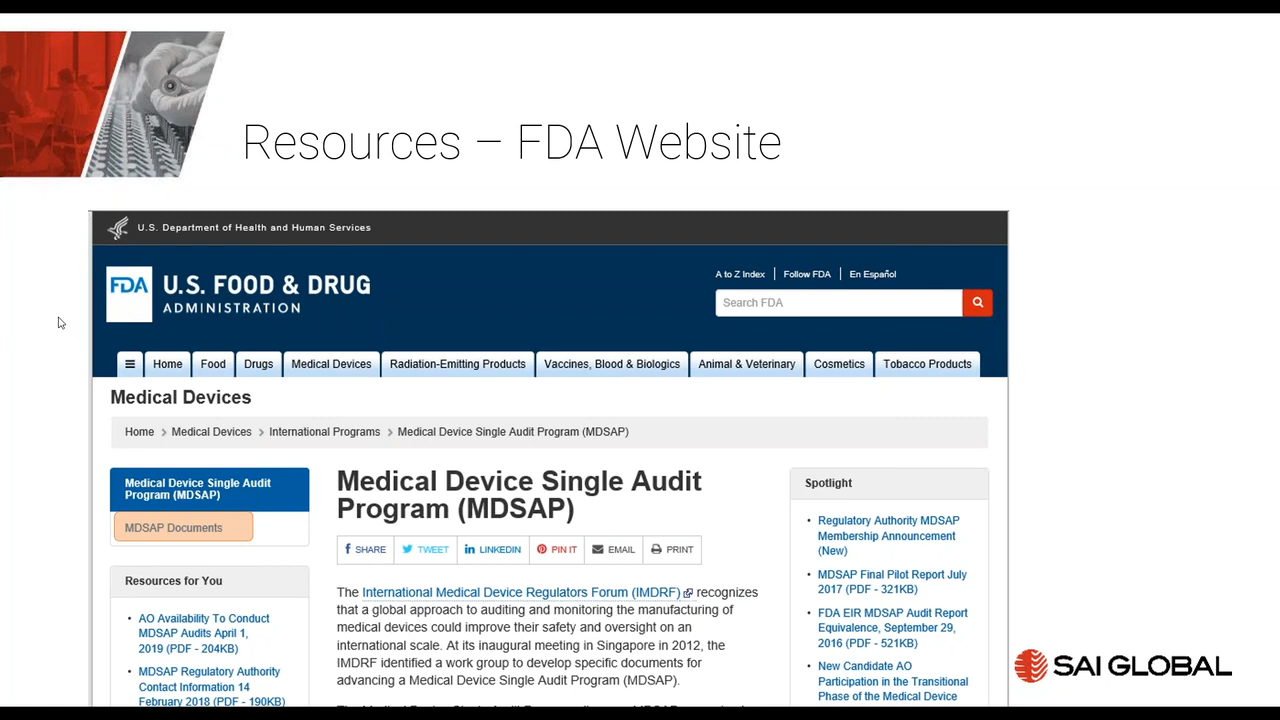 Resources – FDA Website
U.S. Department of Health and Human Services
FDA
U.S. FOOD & DRUG
ADMINISTRATION
A to Z Index
Follow FDA
En Español
Search FDA
Home
Food
Drugs
Medical Devices
Radiation-Emitting Products
Vaccines, Blood & Biologics
Animal & Veterinary
Cosmetics
Tobacco Products
Medical Devices
Home
Medical Devices
International Programs
Medical Device Single Audit Program (MDSAP)
Medical Device Single Audit
Program (MDSAP)
MDSAP Documents
Resources for You
AO Availability To Conduct
MDSAP Audits April 1,
2019 (PDF - 204KB)
MDSAP Regulatory Authority
Contact Information 14
February 2018 (PDF - 190KB)
Medical Device Single Audit
Program (MDSAP)
SHARE
TWEET
LINKEDIN
PIN IT
EMAIL
PRINT
The International Medical Device Regulators Forum (IMDRF) recognizes
that a global approach to auditing and monitoring the manufacturing of
medical devices could improve their safety and oversight on an
international scale. At its inaugural meeting in Singapore in 2012, the
IMDRF identified a work group to develop specific documents for
advancing a Medical Device Single Audit Program (MDSAP).
Spotlight
Regulatory Authority MDSAP
Membership Announcement
(New)
MDSAP Final Pilot Report July
2017 (PDF - 321KB)
FDA EIR MDSAP Audit Report
Equivalence, September 29,
2016 (PDF - 521KB)
New Candidate AO
Participation in the Transitional
Phase of the Medical Device
SAI GLOBAL